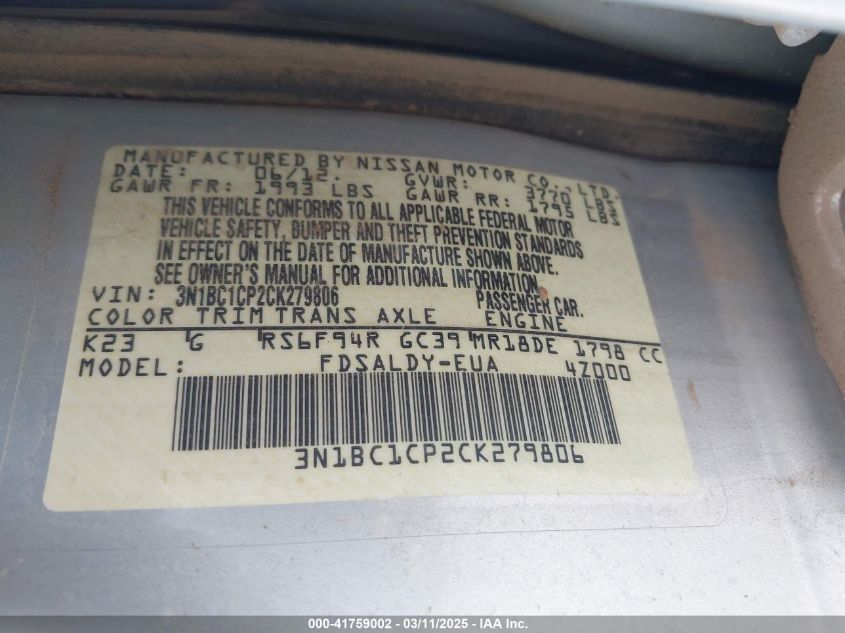 MANUFACTURED BY NISSAN MOTOR CO., LTD.
DATE: 06/12. GVWR: 3770 LBS
GAWR FR: 1993 LBS GAWR RR: 1795 LBS
THIS VEHICLE CONFORMS TO ALL APPLICABLE FEDERAL MOTOR
VEHICLE SAFETY, BUMPER AND THEFT PREVENTION STANDARDS
IN EFFECT ON THE DATE OF MANUFACTURE SHOWN ABOVE.
SEE OWNER'S MANUAL FOR ADDITIONAL INFORMATION.
VIN: 3N1BC1CP2CK279806 PASSENGER CAR.
COLOR TRIM TRANS AXLE ENGINE
K23 G RS6F94R GC39 MR18DE 1798 CC
MODEL: FDSALDY-EUA 4Z000
3N1BC1CP2CK279806
000-41759002 - 03/11/2025 - IAA Inc.